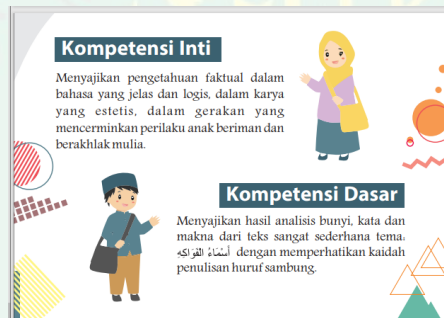 Kompetensi Inti
Menyajikan pengetahuan faktual dalam
bahasa yang jelas dan logis, dalam karya
yang estetis, dalam gerakan yang
mencerminkan perilaku anak beriman dan
berakhlak mulia.
Kompetensi Dasar
Menyajikan hasil analisis bunyi, kata dan
makna dari teks sangat sederhana tema:
أَسْمَاءُ الفَوَاكِهِ dengan memperhatikan kaidah
penulisan huruf sambung.